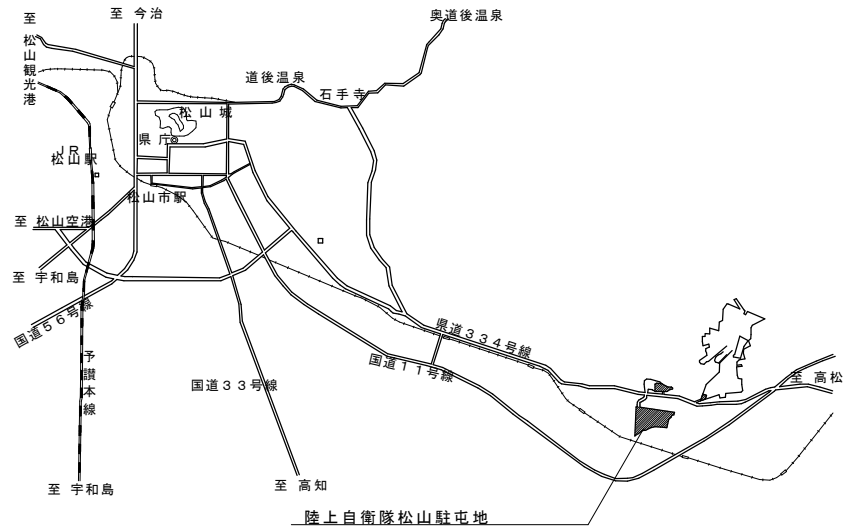 至 松山観光港
至 今治
奥道後温泉
道後温泉
石手寺
松山城
県庁
JR
松山駅
松山市駅
至 松山空港
至 宇和島
国道56号線
予讃本線
国道33号線
県道334号線
国道11号線
至 高松
至 宇和島
至 高知
陸上自衛隊松山駐屯地